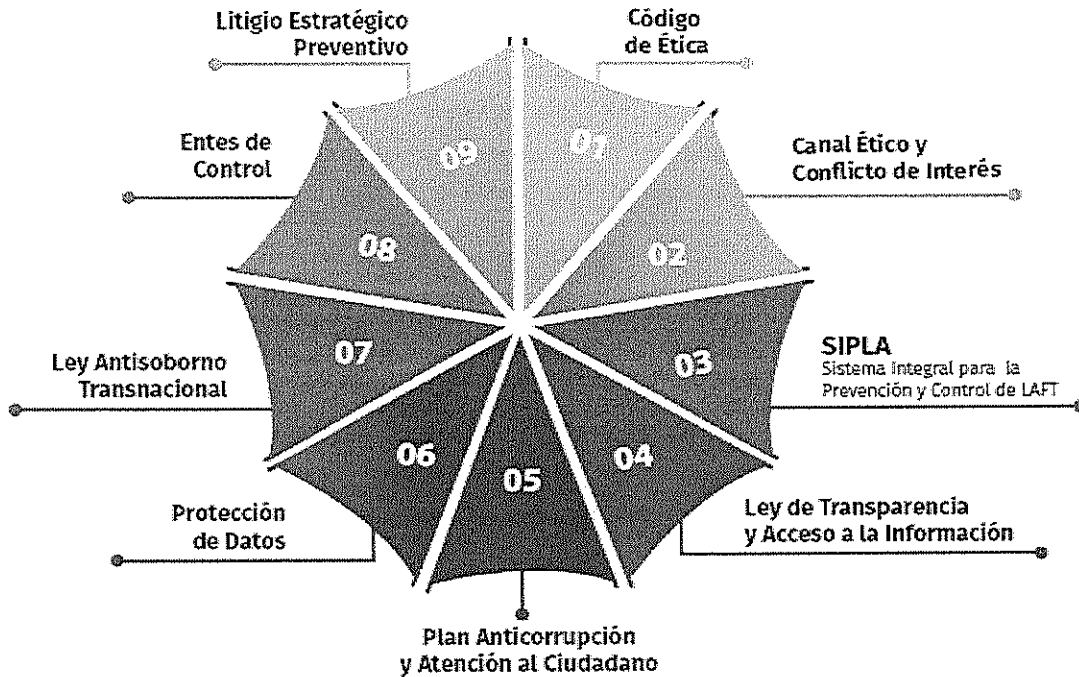 Litigio Estratégico
Preventivo
Código
de Ética
Entes de
Control
Canal Ético y
Conflicto de Interés
Ley Antisoborno
Transnacional
SIPLA
Sistema Integral para la
Prevención y Control de LAFT
Protección
de Datos
Ley de Transparencia
y Acceso a la Información
Plan Anticorrupción
y Atención al Ciudadano
01
02
03
04
05
06
07
08
09